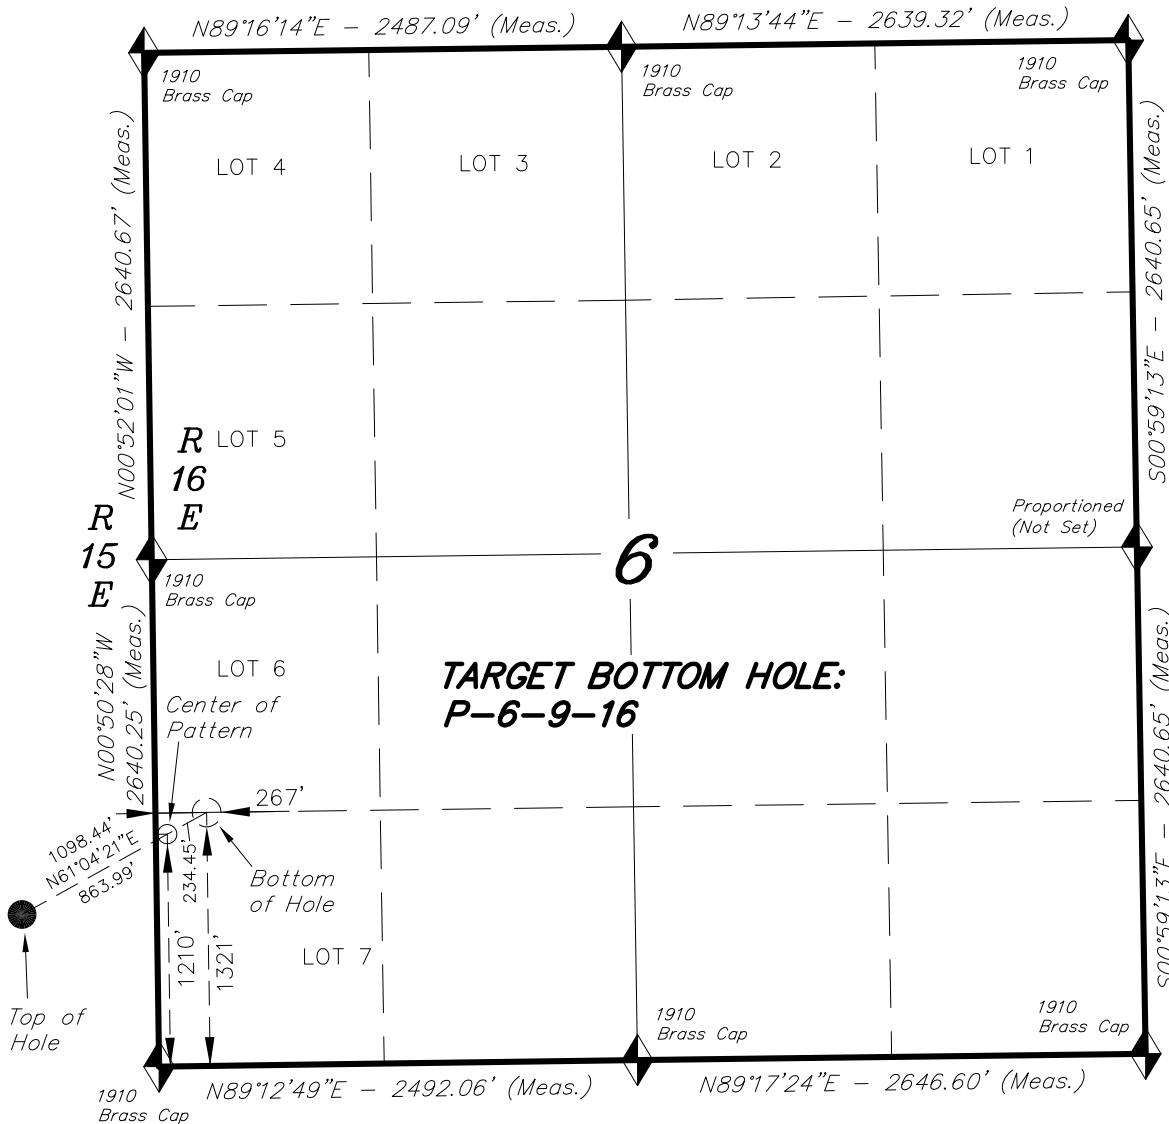 N89°16'14"E - 2487.09' (Meas.)
N89°13'44"E - 2639.32' (Meas.)
1910
Brass Cap
1910
Brass Cap
1910
Brass Cap
LOT 4
LOT 3
LOT 2
LOT 1
N00°52'01"W - 2640.67' (Meas.)
S00°59'13"E - 2640.65' (Meas.)
R
16
E
LOT 5
R
15
E
Proportioned
(Not Set)
6
1910
Brass Cap
N00°50'28"W
2640.25' (Meas.)
LOT 6
TARGET BOTTOM HOLE:
P-6-9-16
Center of
Pattern
267'
1098.44'
N61°04'21"E
863.99'
234.45'
Bottom
of Hole
S00°59'13"E - 2640.65' (Meas.)
1210'
1321'
LOT 7
Top of
Hole
1910
Brass Cap
1910
Brass Cap
N89°12'49"E - 2492.06' (Meas.)
N89°17'24"E - 2646.60' (Meas.)
1910
Brass Cap